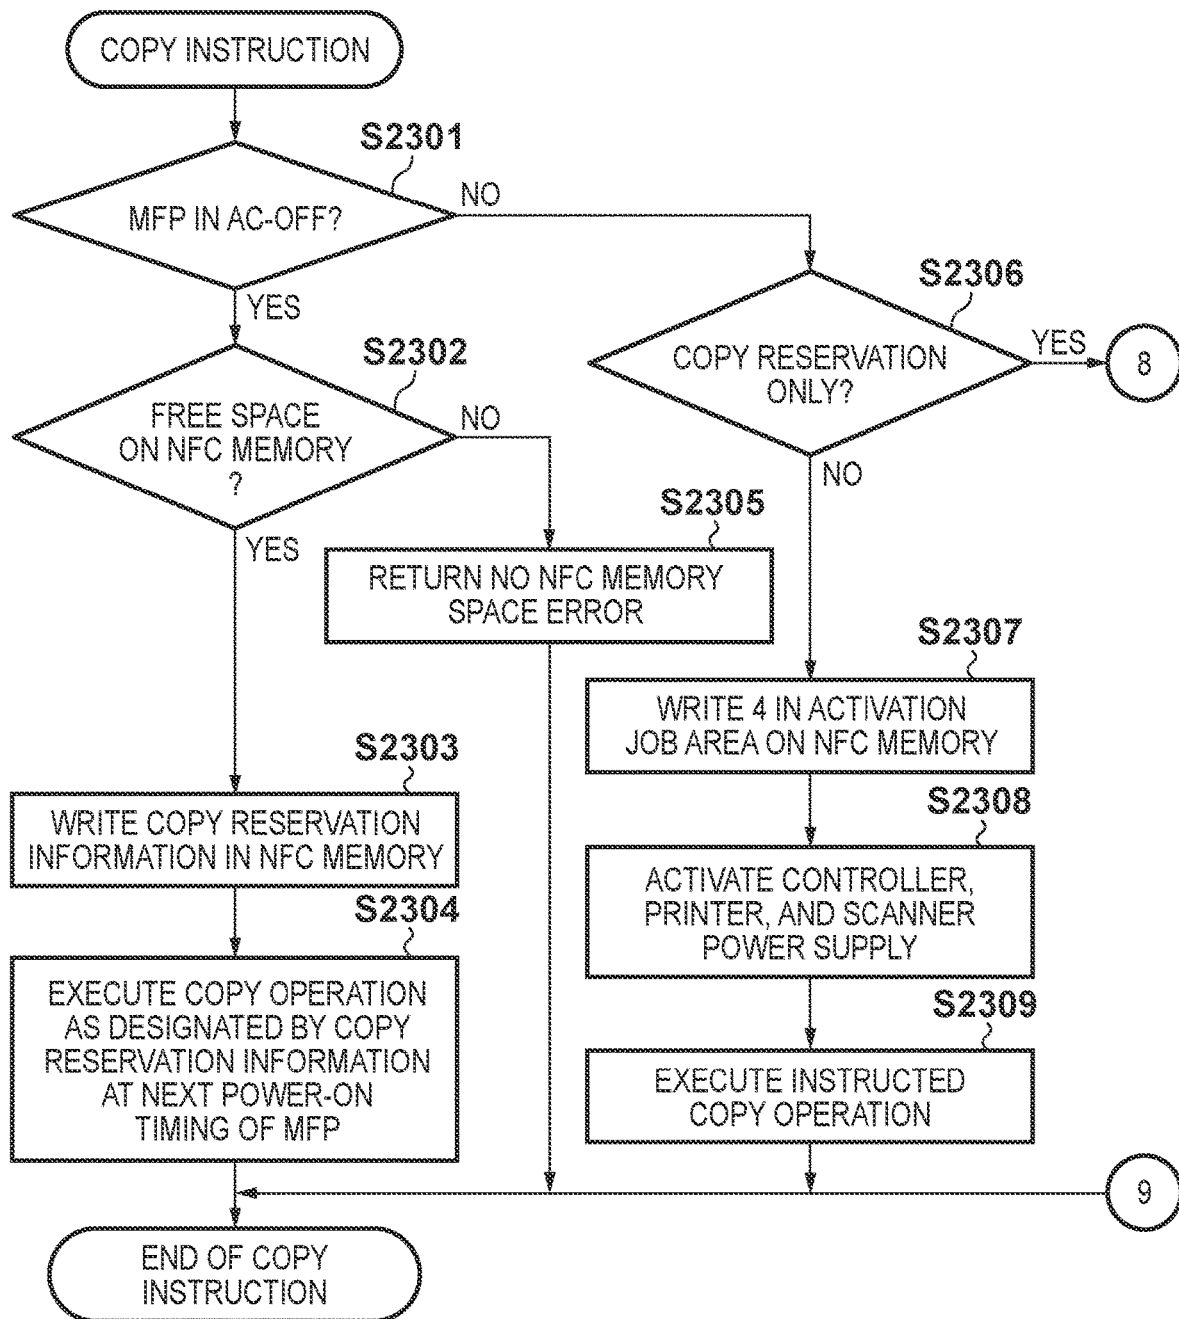 COPY INSTRUCTION
S2301
MFP IN AC-OFF?
NO
YES
S2306
COPY RESERVATION
ONLY?
YES
8
NO
S2302
FREE SPACE
ON NFC MEMORY
?
NO
YES
S2305
RETURN NO NFC MEMORY
SPACE ERROR
S2307
WRITE 4 IN ACTIVATION
JOB AREA ON NFC MEMORY
S2303
WRITE COPY RESERVATION
INFORMATION IN NFC MEMORY
S2308
ACTIVATE CONTROLLER,
PRINTER, AND SCANNER
POWER SUPPLY
S2304
EXECUTE COPY OPERATION
AS DESIGNATED BY COPY
RESERVATION INFORMATION
AT NEXT POWER-ON
TIMING OF MFP
S2309
EXECUTE INSTRUCTED
COPY OPERATION
9
END OF COPY
INSTRUCTION